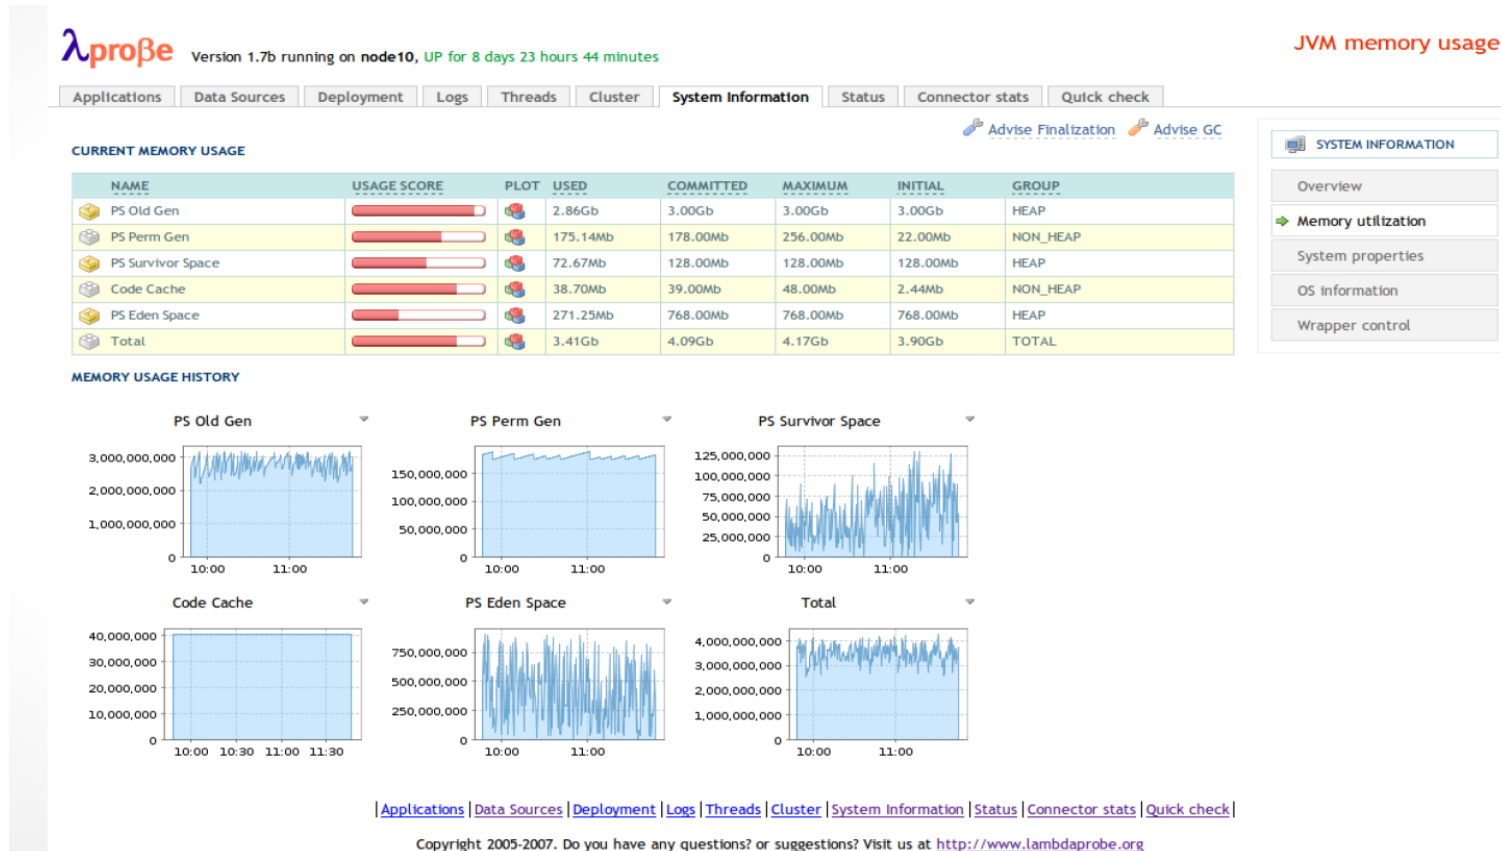 λproβe Version 1.7b running on node10, UP for 8 days 23 hours 44 minutes
JVM memory usage
Applications Data Sources Deployment Logs Threads Cluster System Information Status Connector stats Quick check
Advise Finalization Advise GC
CURRENT MEMORY USAGE
NAME USAGE SCORE PLOT USED COMMITTED MAXIMUM INITIAL GROUP
PS Old Gen 2.86Gb 3.00Gb 3.00Gb 3.00Gb HEAP
PS Perm Gen 175.14Mb 178.00Mb 256.00Mb 22.00Mb NON_HEAP
PS Survivor Space 72.67Mb 128.00Mb 128.00Mb 128.00Mb HEAP
Code Cache 38.70Mb 39.00Mb 48.00Mb 2.44Mb NON_HEAP
PS Eden Space 271.25Mb 768.00Mb 768.00Mb 768.00Mb HEAP
Total 3.41Gb 4.09Gb 4.17Gb 3.90Gb TOTAL
SYSTEM INFORMATION
Overview
Memory utilization
System properties
OS information
Wrapper control
MEMORY USAGE HISTORY
PS Old Gen
3,000,000,000
2,000,000,000
1,000,000,000
0
10:00 11:00
PS Perm Gen
150,000,000
100,000,000
50,000,000
0
10:00 11:00
PS Survivor Space
125,000,000
100,000,000
75,000,000
50,000,000
25,000,000
0
10:00 11:00
Code Cache
40,000,000
30,000,000
20,000,000
10,000,000
0
10:00 10:30 11:00 11:30
PS Eden Space
750,000,000
500,000,000
250,000,000
0
10:00 11:00
Total
4,000,000,000
3,000,000,000
2,000,000,000
1,000,000,000
0
10:00 11:00
|Applications|Data Sources|Deployment|Logs|Threads|Cluster|System Information|Status|Connector stats|Quick check|
Copyright 2005-2007. Do you have any questions? or suggestions? Visit us at http://www.lambdaprobe.org